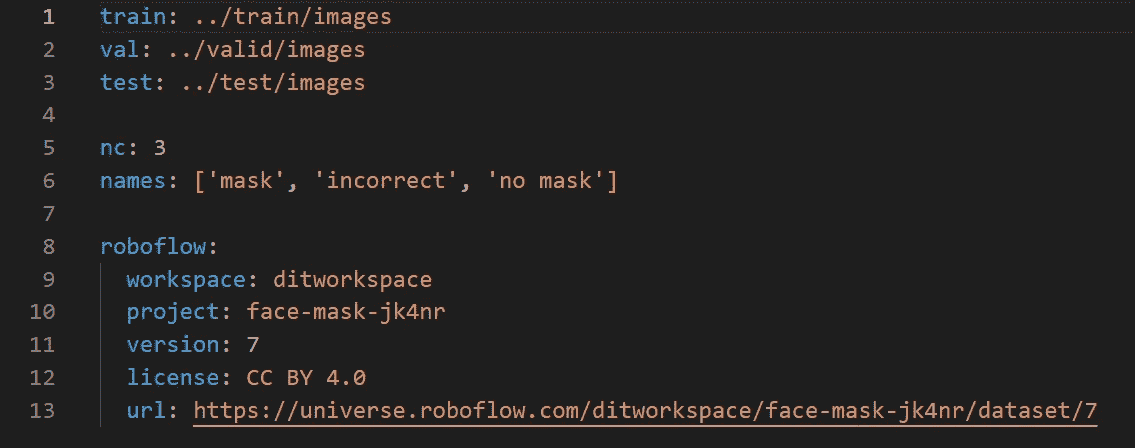 1 train: ../train/images
2 val: ../valid/images
3 test: ../test/images
4
5 nc: 3
6 names: ['mask', 'incorrect', 'no mask']
7
8 roboflow:
9   workspace: ditworkspace
10   project: face-mask-jk4nr
11   version: 7
12   license: CC BY 4.0
13   url: https://universe.roboflow.com/ditworkspace/face-mask-jk4nr/dataset/7